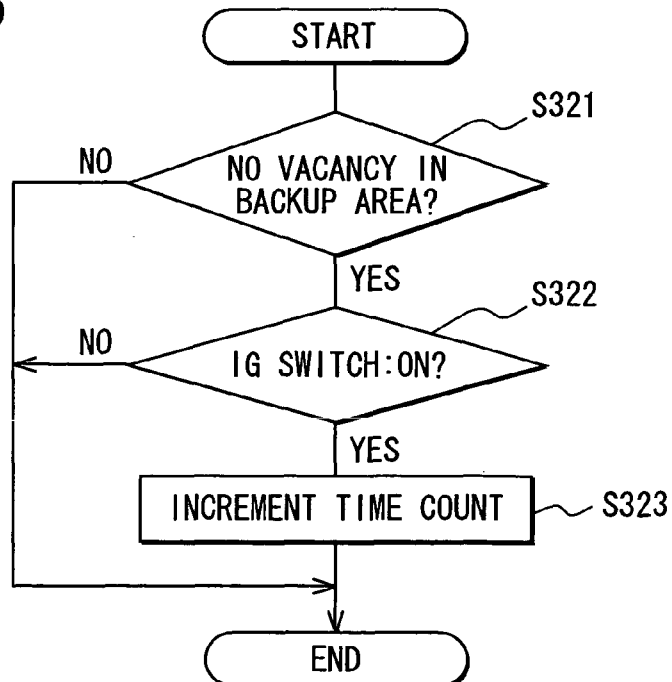 START
S321
NO
NO VACANCY IN
BACKUP AREA?
YES
S322
NO
IG SWITCH:ON?
YES
INCREMENT TIME COUNT
S323
END